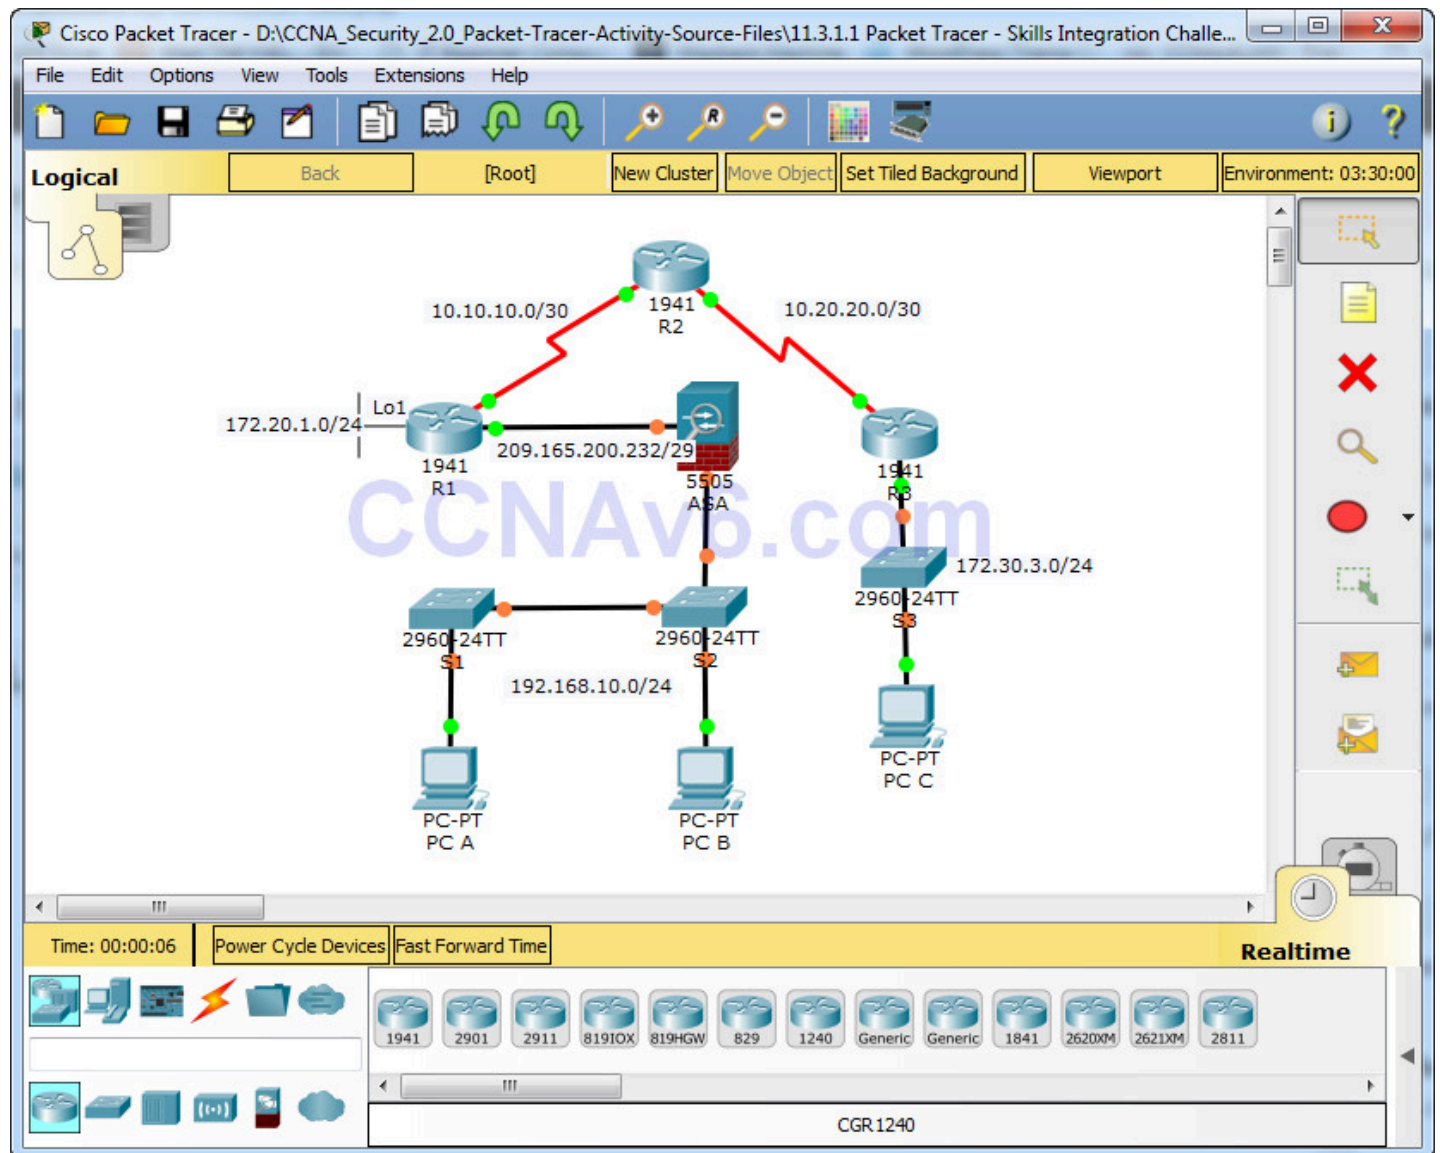 Cisco Packet Tracer - D:\CCNA_Security_2.0_Packet-Tracer-Activity-Source-Files\11.3.1.1 Packet Tracer - Skills Integration Challe...
File Edit Options View Tools Extensions Help
R
i ?
Logical Back [Root] New Cluster Move Object Set Tiled Background Viewport Environment: 03:30:00
10.10.10.0/30
1941
R2
10.20.20.0/30
172.20.1.0/24
Lo1
1941
R1
209.165.200.232/29
5505
ASA
1941
R3
CCNAv6.com
172.30.3.0/24
2960-24TT
S1
2960-24TT
S2
2960-24TT
S3
192.168.10.0/24
PC-PT
PC A
PC-PT
PC B
PC-PT
PC C
Time: 00:00:06 Power Cycle Devices Fast Forward Time Realtime
1941 2901 2911 819IOX 819HGW 829 1240 Generic Generic 1841 2620XM 2621XM 2811
CGR1240